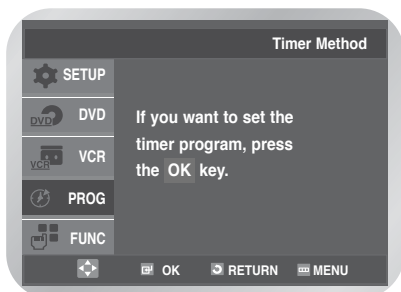 Timer Method
SETUP
DVD DVD
VCR VCR
PROG
FUNC
If you want to set the
timer program, press
the OK key.
OK RETURN MENU